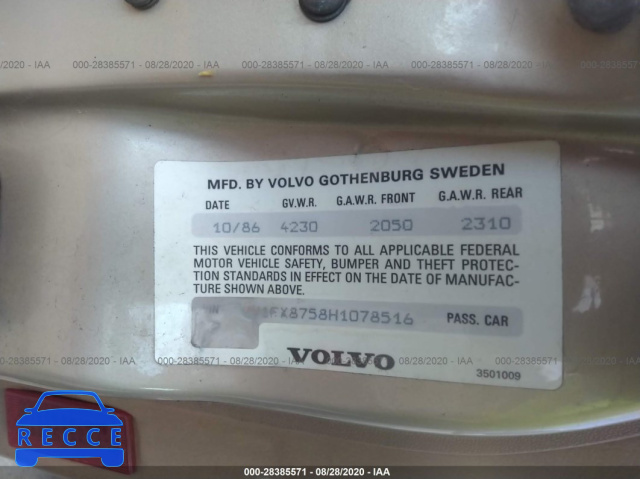 000-28385571 - 08/28/2020 - IAA
MFD. BY VOLVO GOTHENBURG SWEDEN
DATE G.V.W.R. G.A.W.R. FRONT G.A.W.R. REAR
10/86 4230 2050 2310
THIS VEHICLE CONFORMS TO ALL APPLICABLE FEDERAL
MOTOR VEHICLE SAFETY, BUMPER AND THEFT PROTEC-
TION STANDARDS IN EFFECT ON THE DATE OF MANUFAC-
TURE SHOWN ABOVE.
X8758H1078516 PASS. CAR
VOLVO
3501009
RECCE
000-28385571 - 08/28/2020 - IAA